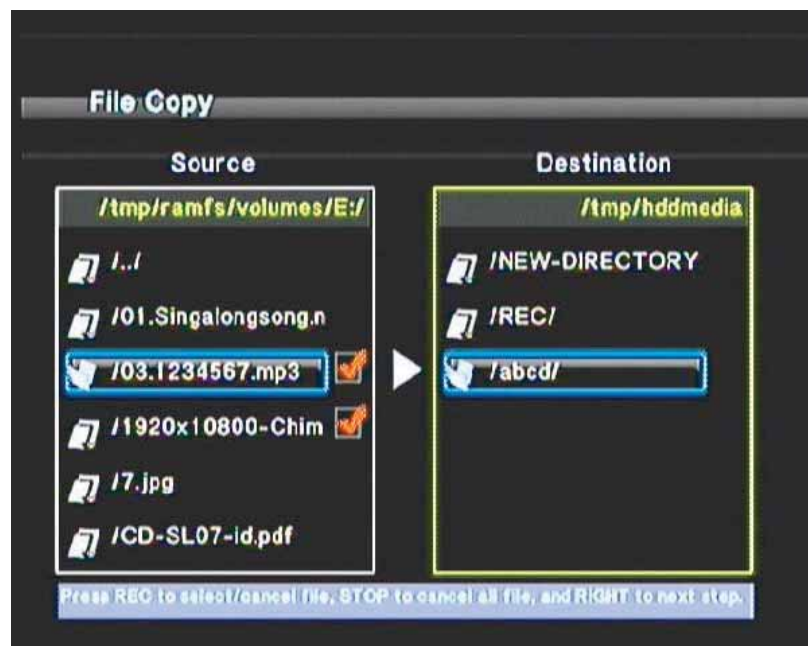 File Copy
Source
/tmp/ramfs/volumes/E:/
/../
/01.Singalongsong.n
/03.1234567.mp3
/1920x10800-Chim
/7.jpg
/CD-SL07-id.pdf
Destination
/tmp/hddmedia
/NEW-DIRECTORY
/REC/
/abcd/
Press REC to select/cancel file, STOP to cancel all file, and RIGHT to next step.